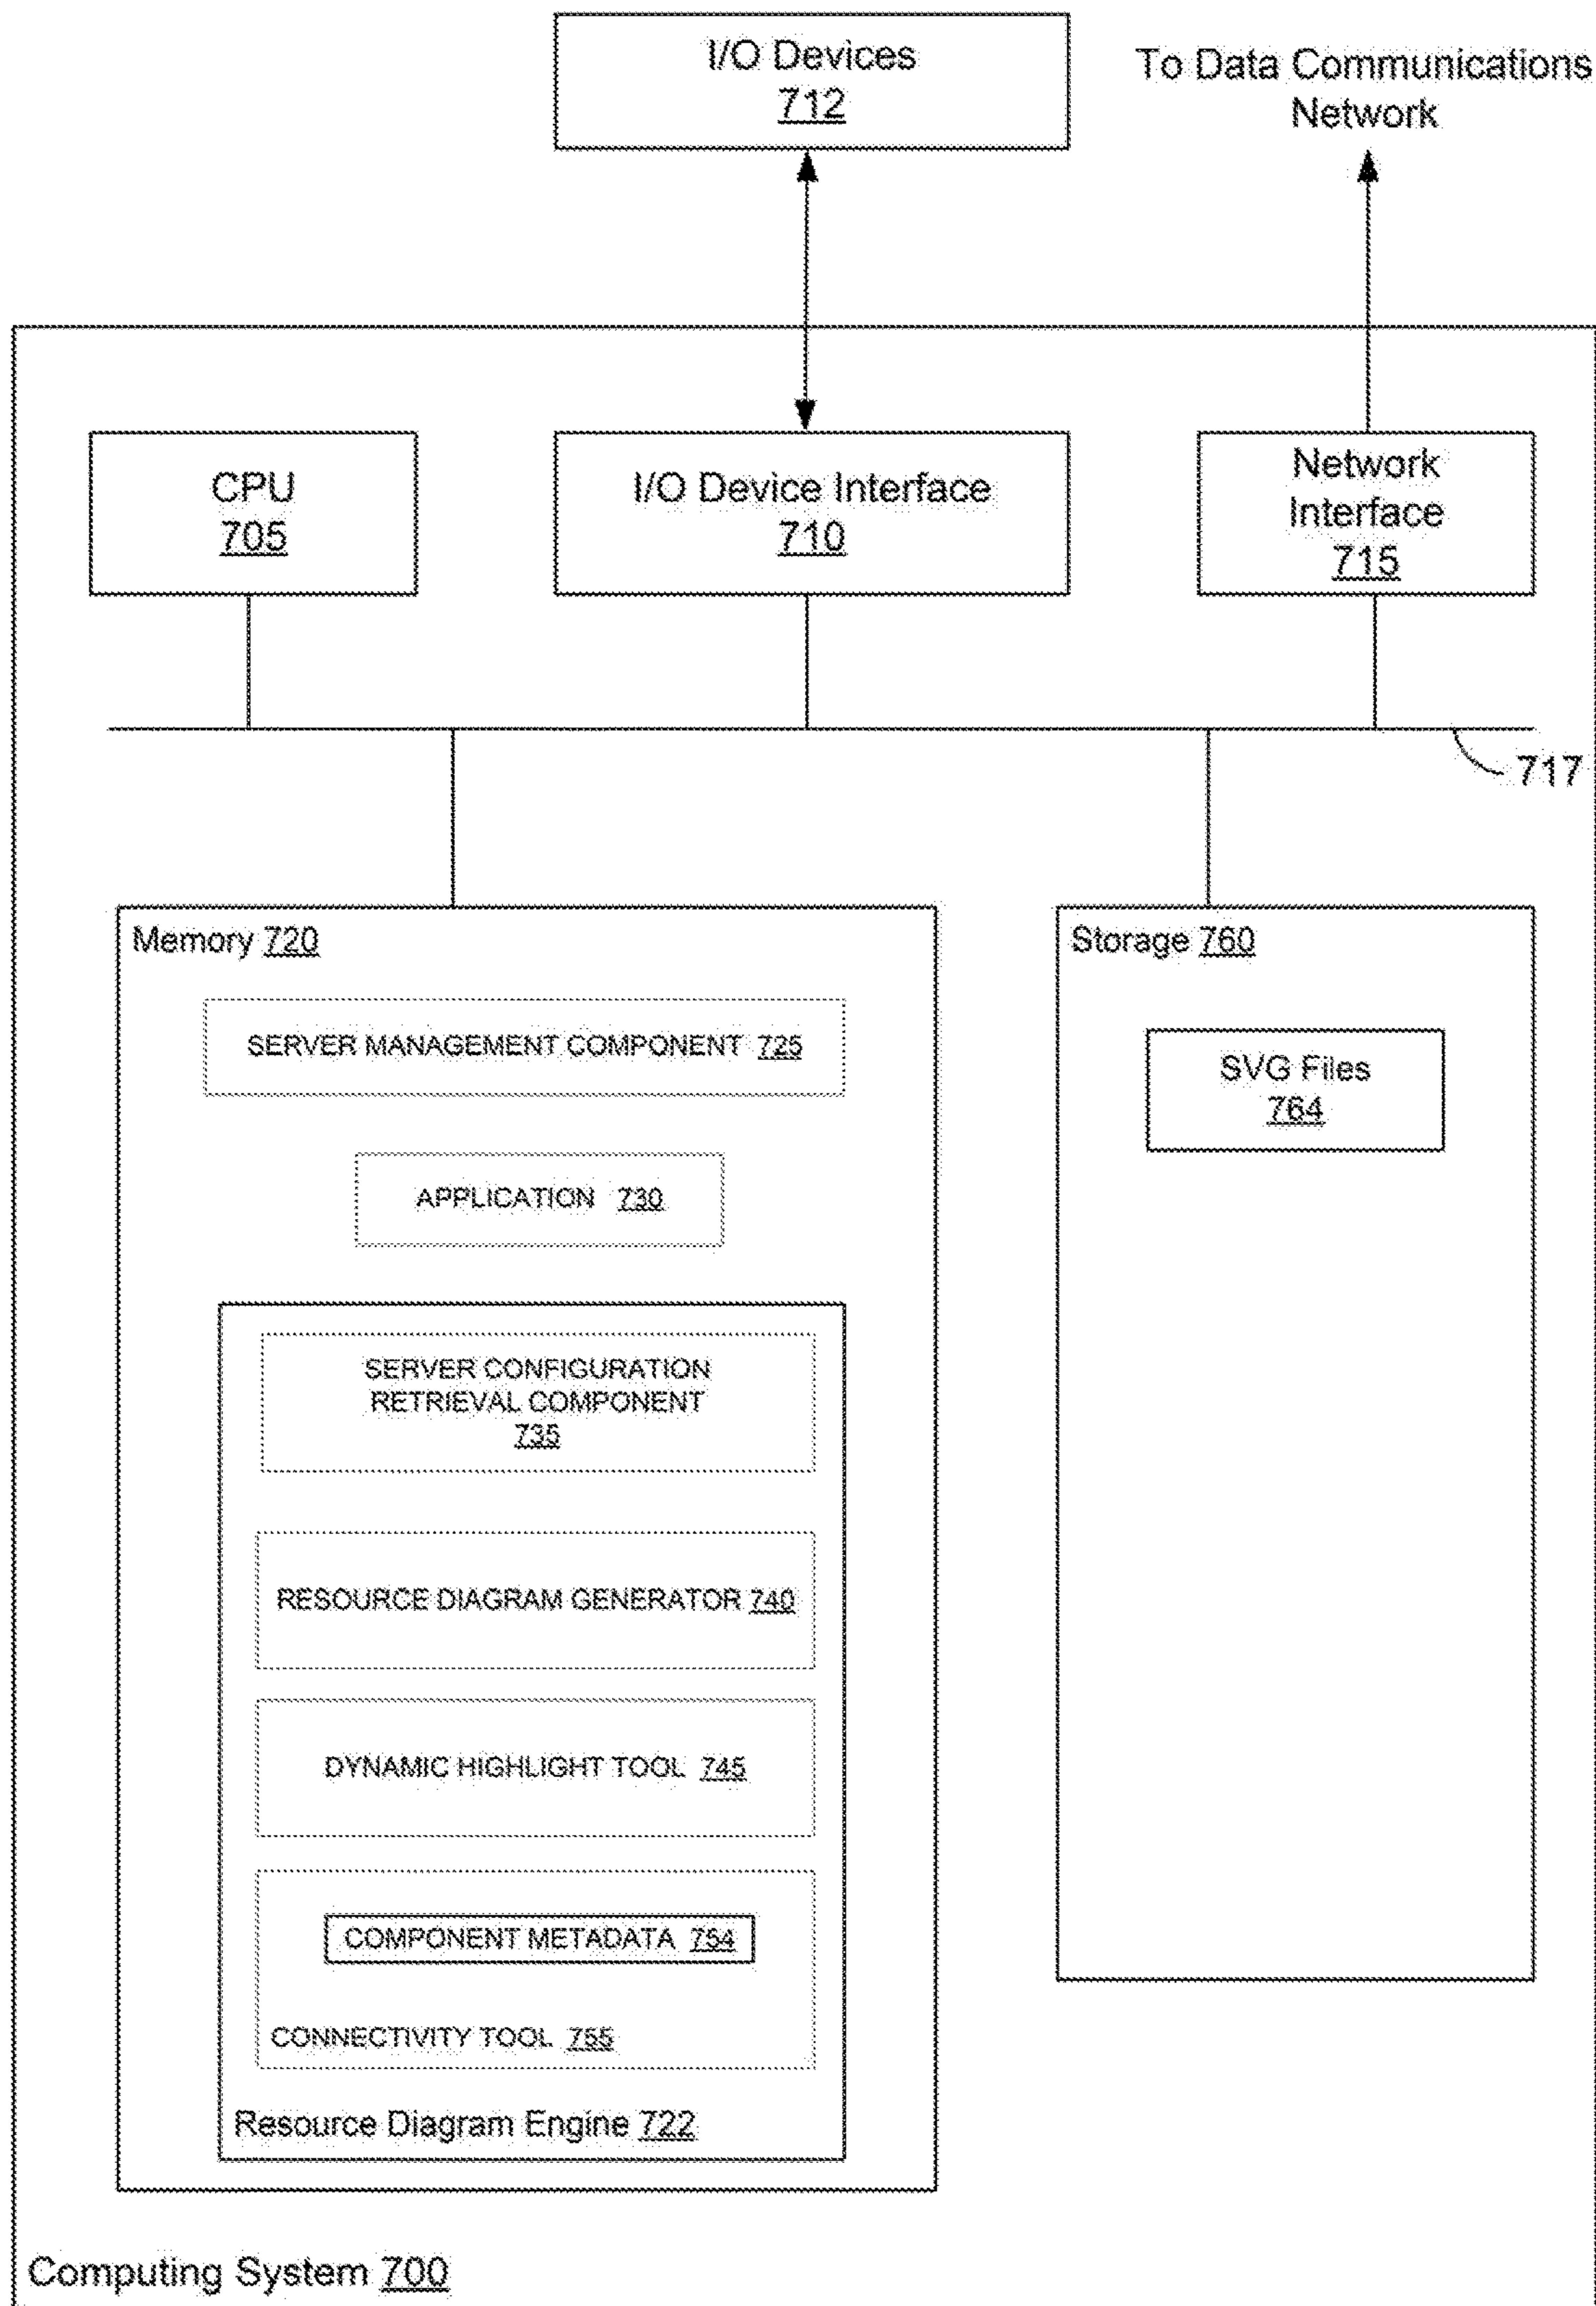 I/O Devices
712
To Data Communications
Network
CPU
705
I/O Device Interface
710
Network
Interface
715
717
Memory 720
SERVER MANAGEMENT COMPONENT 725
APPLICATION 730
SERVER CONFIGURATION
RETRIEVAL COMPONENT
735
RESOURCE DIAGRAM GENERATOR 740
DYNAMIC HIGHLIGHT TOOL 745
COMPONENT METADATA 754
CONNECTIVITY TOOL 755
Resource Diagram Engine 722
Storage 760
SVG Files
764
Computing System 700